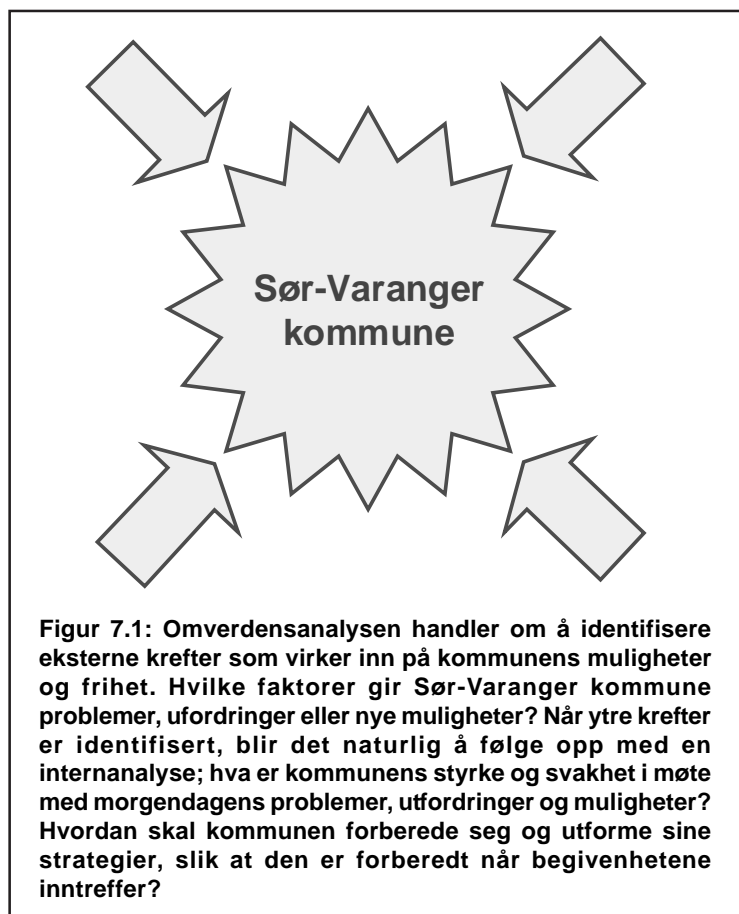 Sør-Varanger
kommune
Figur 7.1: Omverdensanalysen handler om å identifisere
eksterne krefter som virker inn på kommunens muligheter
og frihet. Hvilke faktorer gir Sør-Varanger kommune
problemer, ufordringer eller nye muligheter? Når ytre krefter
er identifisert, blir det naturlig å følge opp med en
internanalyse; hva er kommunens styrke og svakhet i møte
med morgendagens problemer, utfordringer og muligheter?
Hvordan skal kommunen forberede seg og utforme sine
strategier, slik at den er forberedt når begivenhetene
inntreffer?